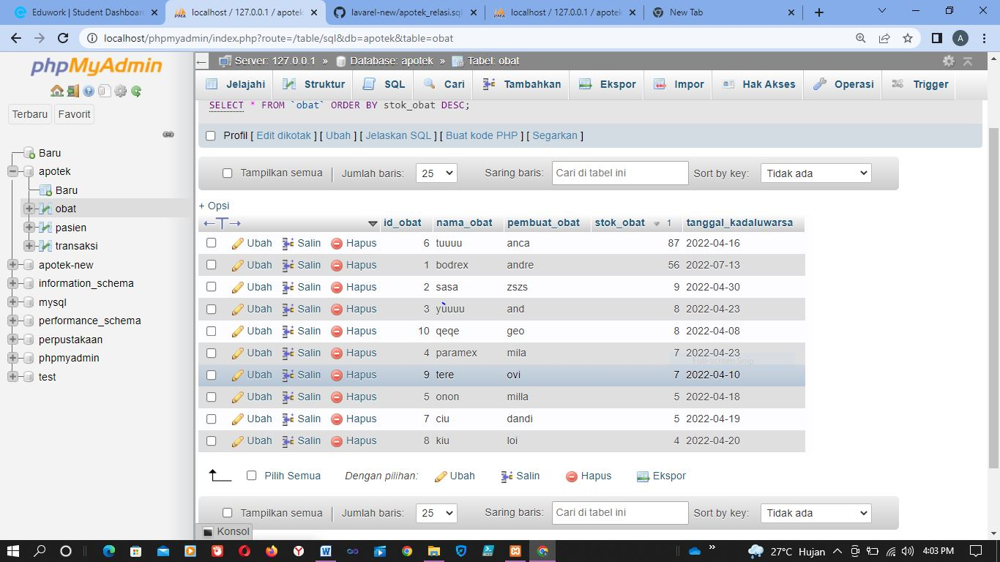 Eduwork | Student Dashboar
localhost / 127.0.0.1 / apotek
lavarel-new/apotek_relasi.sql
localhost / 127.0.0.1 / apotek
New Tab
localhost/phpmyadmin/index.php?route=/table/sql&db=apotek&table=obat
A
phpMyAdmin
Terbaru Favorit
Baru
apotek
Baru
obat
pasien
transaksi
apotek-new
information_schema
mysql
performance_schema
perpustakaan
phpmyadmin
test
Server: 127.0.0.1 » Database: apotek » Tabel: obat
Jelajahi Struktur SQL Cari Tambahkan Ekspor Impor Hak Akses Operasi Trigger
SELECT * FROM `obat` ORDER BY stok_obat DESC;
Profil [ Edit dikotak ] [ Ubah ] [ Jelaskan SQL ] [ Buat kode PHP ] [ Segarkan ]
Tampilkan semua Jumlah baris: 25 Saring baris: Cari di tabel ini Sort by key: Tidak ada
+ Opsi
←T→ id_obat nama_obat pembuat_obat stok_obat 1 tanggal_kadaluwarsa
Ubah Salin Hapus 6 tuuuu anca 87 2022-04-16
Ubah Salin Hapus 1 bodrex andre 56 2022-07-13
Ubah Salin Hapus 2 sasa zszs 9 2022-04-30
Ubah Salin Hapus 3 yuuuu and 8 2022-04-23
Ubah Salin Hapus 10 qeqe geo 8 2022-04-08
Ubah Salin Hapus 4 paramex mila 7 2022-04-23
Full-screen Snip
Ubah Salin Hapus 9 tere ovi 7 2022-04-10
Ubah Salin Hapus 5 onon milla 5 2022-04-18
Ubah Salin Hapus 7 ciu dandi 5 2022-04-19
Ubah Salin Hapus 8 kiu loi 4 2022-04-20
Pilih Semua Dengan pilihan: Ubah Salin Hapus Ekspor
Tampilkan semua Jumlah baris: 25 Saring baris: Cari di tabel ini Sort by key: Tidak ada
Konsol
27°C Hujan 4:03 PM